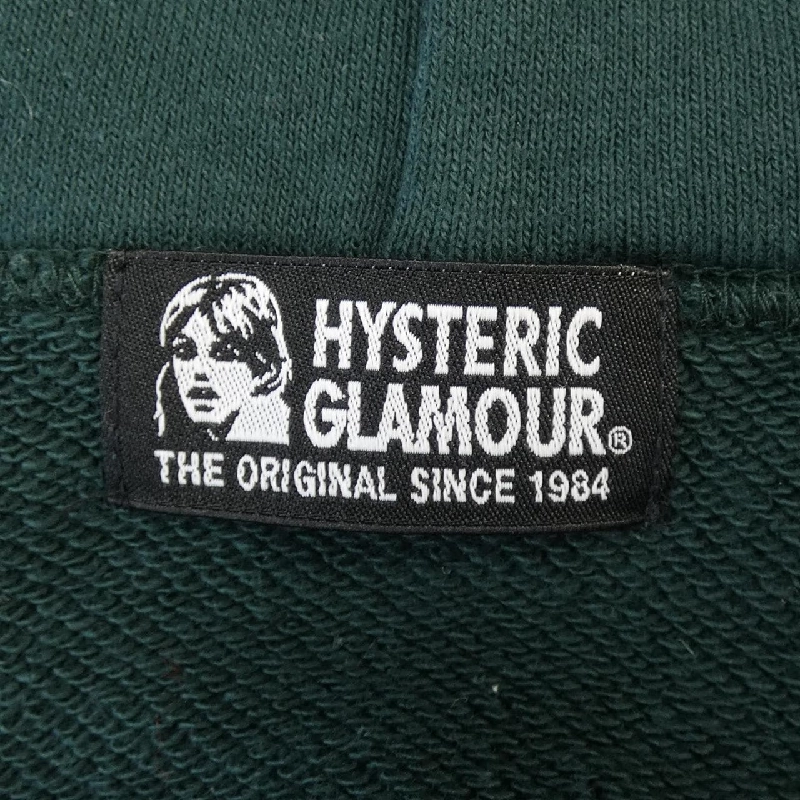 HYSTERIC
GLAMOUR®
THE ORIGINAL SINCE 1984